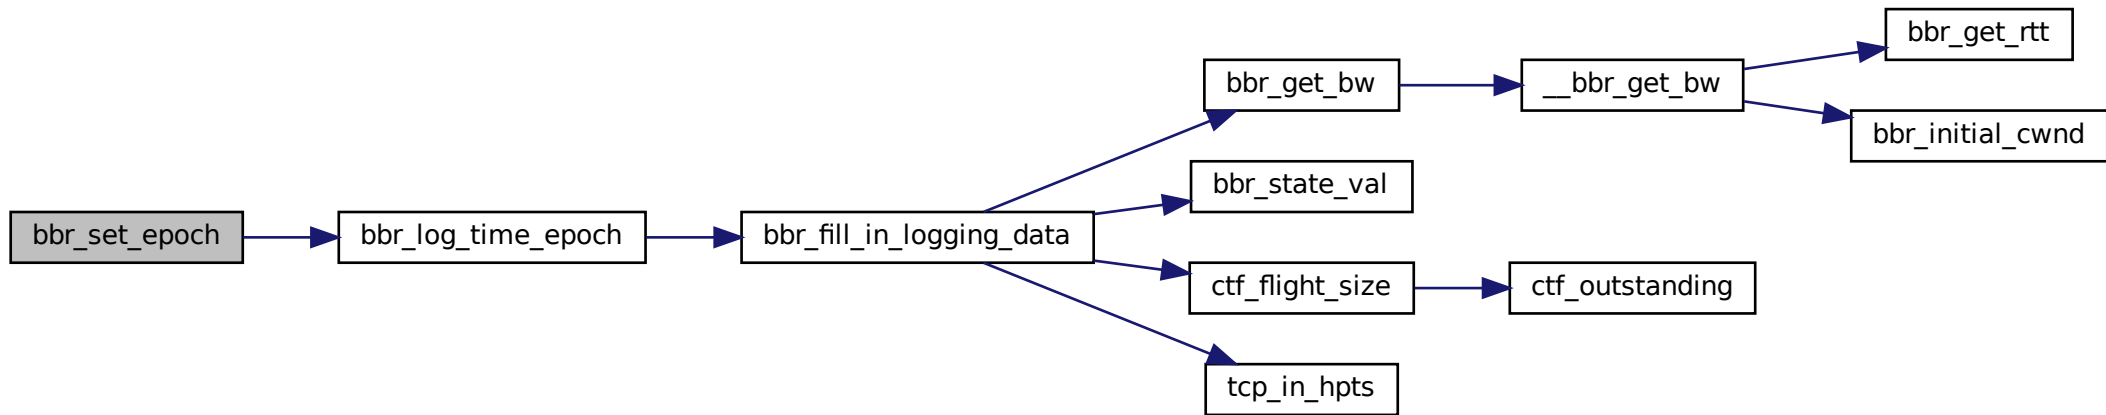 bbr_set_epoch
bbr_log_time_epoch
bbr_fill_in_logging_data
bbr_get_bw
__bbr_get_bw
bbr_get_rtt
bbr_initial_cwnd
bbr_state_val
ctf_flight_size
ctf_outstanding
tcp_in_hpts